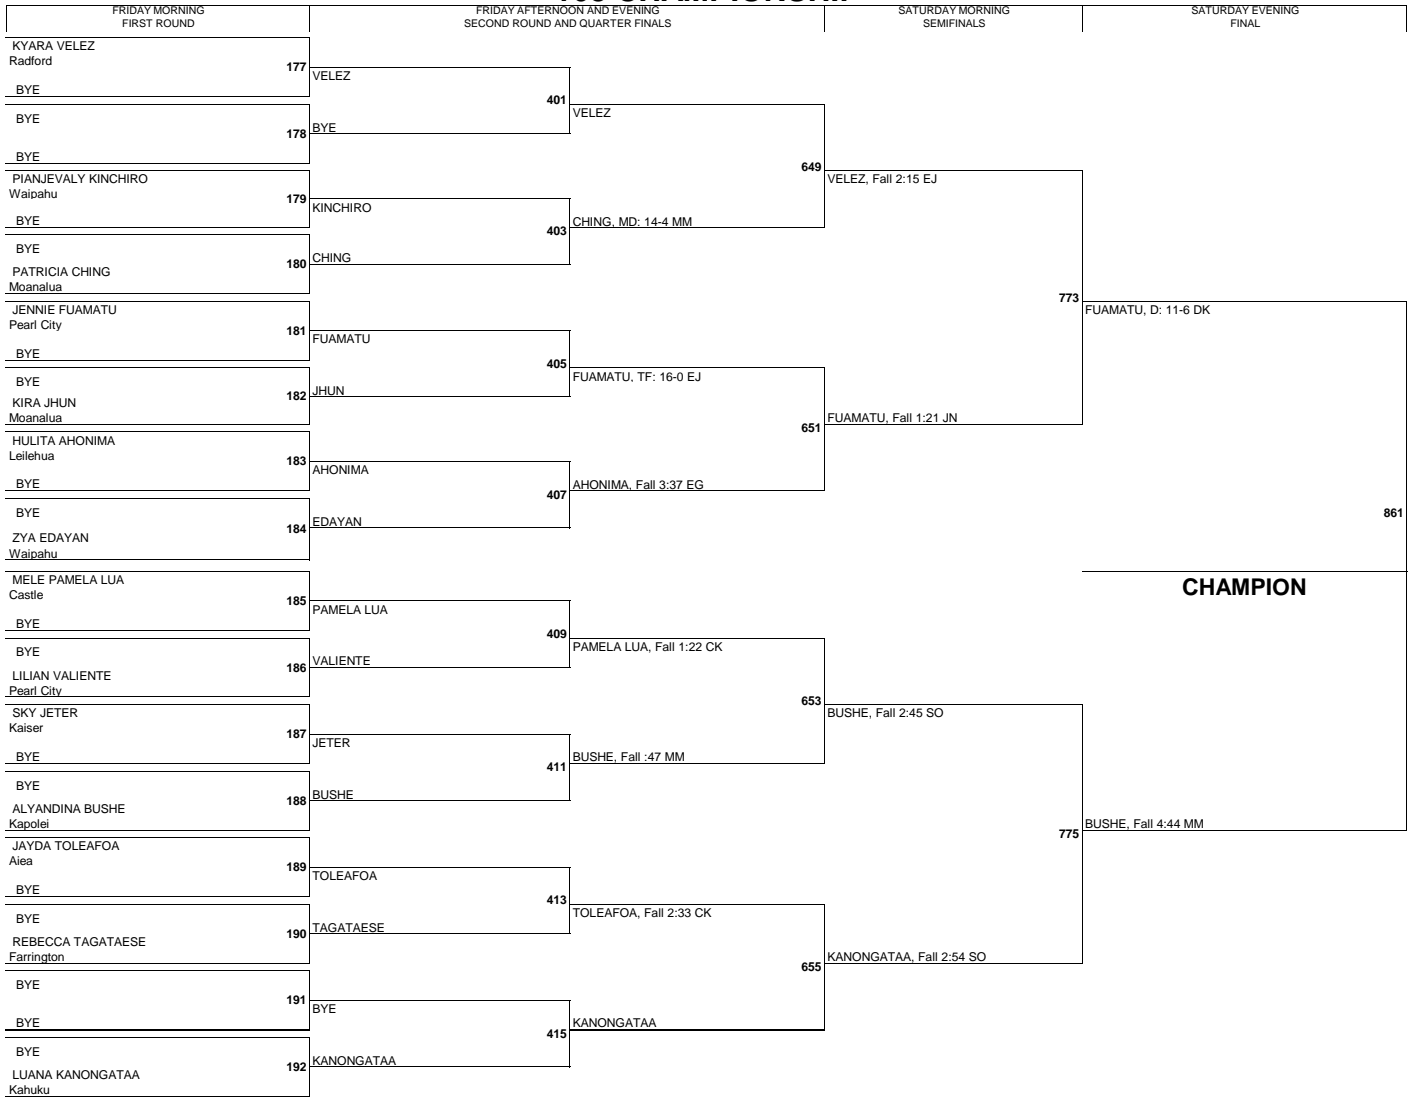 FRIDAY MORNING
FIRST ROUND
FRIDAY AFTERNOON AND EVENING
SECOND ROUND AND QUARTER FINALS
SATURDAY MORNING
SEMIFINALS
SATURDAY EVENING
FINAL
KYARA VELEZ
Radford
177
BYE
BYE
178
BYE
PIANJEVALY KINCHIRO
Waipahu
179
BYE
BYE
180
PATRICIA CHING
Moanalua
JENNIE FUAMATU
Pearl City
181
BYE
BYE
182
KIRA JHUN
Moanalua
HULITA AHONIMA
Leilehua
183
BYE
BYE
184
ZYA EDAYAN
Waipahu
MELE PAMELA LUA
Castle
185
BYE
BYE
186
LILIAN VALIENTE
Pearl City
SKY JETER
Kaiser
187
BYE
BYE
188
ALYANDINA BUSHE
Kapolei
JAYDA TOLEAFOA
Aiea
189
BYE
BYE
190
REBECCA TAGATAESE
Farrington
BYE
191
BYE
BYE
192
LUANA KANONGATAA
Kahuku
VELEZ
401
BYE
KINCHIRO
403
CHING
FUAMATU
405
JHUN
AHONIMA
407
EDAYAN
PAMELA LUA
409
VALIENTE
JETER
411
BUSHE
TOLEAFOA
413
TAGATAESE
BYE
415
KANONGATAA
VELEZ
649
CHING, MD: 14-4 MM
FUAMATU, TF: 16-0 EJ
651
AHONIMA, Fall 3:37 EG
PAMELA LUA, Fall 1:22 CK
653
BUSHE, Fall :47 MM
TOLEAFOA, Fall 2:33 CK
655
KANONGATAA
VELEZ, Fall 2:15 EJ
773
FUAMATU, Fall 1:21 JN
BUSHE, Fall 2:45 SO
775
KANONGATAA, Fall 2:54 SO
FUAMATU, D: 11-6 DK
861
CHAMPION
BUSHE, Fall 4:44 MM